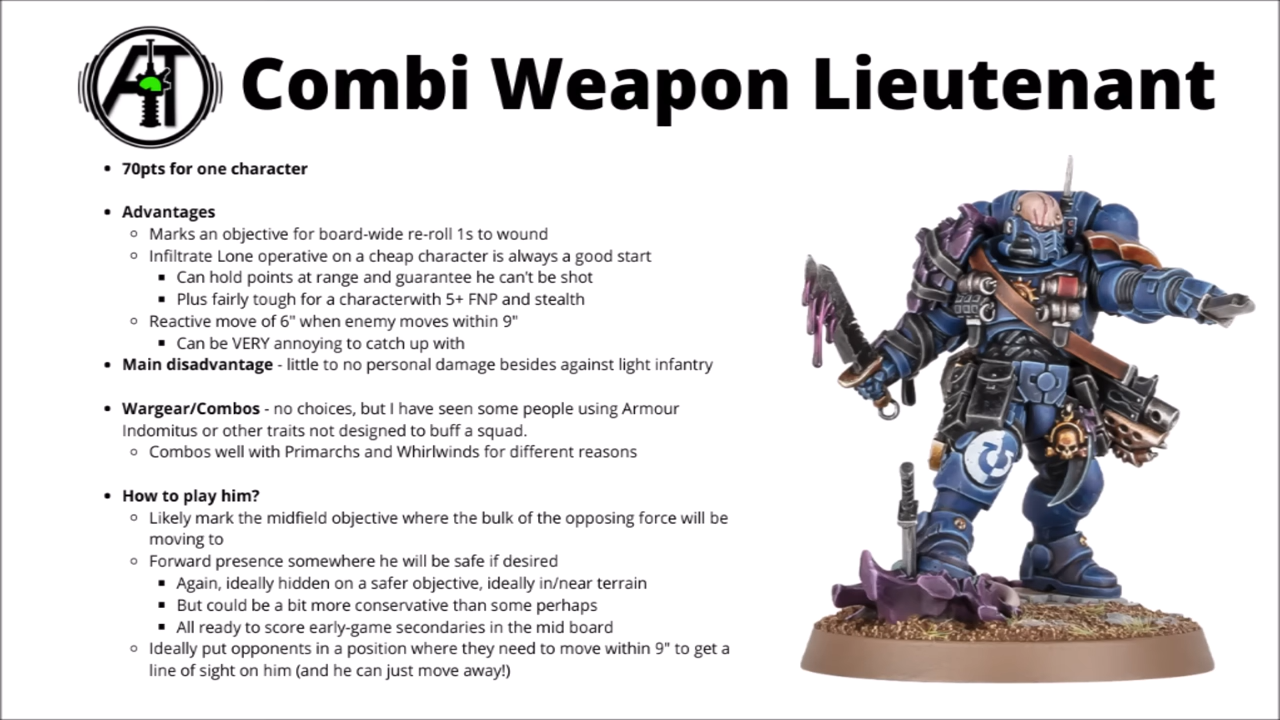 AT
Combi Weapon Lieutenant
• 70pts for one character
• Advantages
○ Marks an objective for board-wide re-roll 1s to wound
○ Infiltrate Lone operative on a cheap character is always a good start
▪ Can hold points at range and guarantee he can't be shot
▪ Plus fairly tough for a characterwith 5+ FNP and stealth
○ Reactive move of 6" when enemy moves within 9"
▪ Can be VERY annoying to catch up with
• Main disadvantage - little to no personal damage besides against light infantry
• Wargear/Combos - no choices, but I have seen some people using Armour
Indomitus or other traits not designed to buff a squad.
○ Combos well with Primarchs and Whirlwinds for different reasons
• How to play him?
○ Likely mark the midfield objective where the bulk of the opposing force will be
moving to
○ Forward presence somewhere he will be safe if desired
▪ Again, ideally hidden on a safer objective, ideally in/near terrain
▪ But could be a bit more conservative than some perhaps
▪ All ready to score early-game secondaries in the mid board
○ Ideally put opponents in a position where they need to move within 9" to get a
line of sight on him (and he can just move away!)